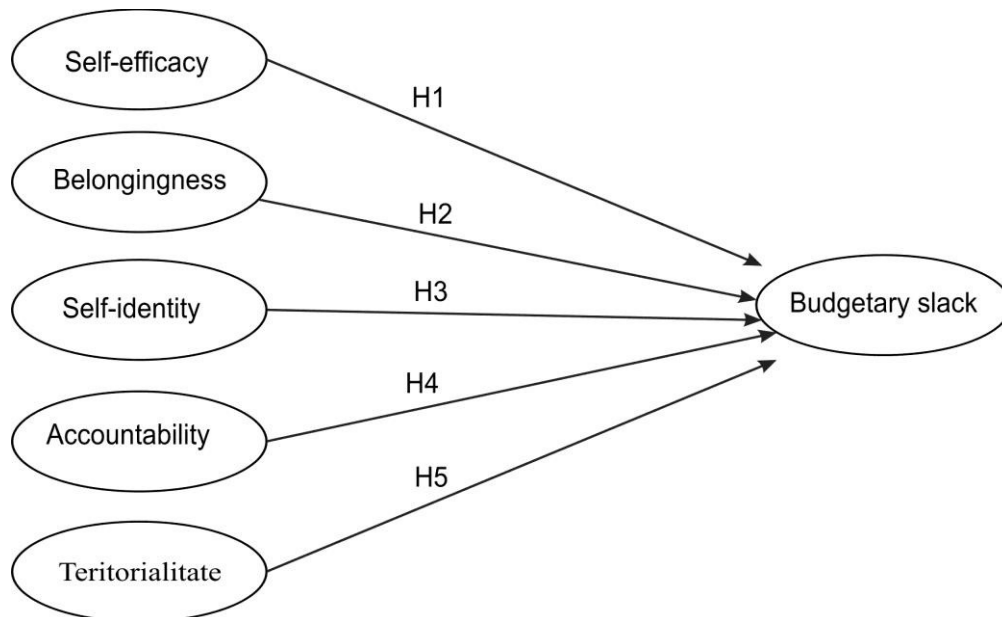 Self-efficacy
H1
Belongingness
H2
Self-identity
H3
Budgetary slack
Accountability
H4
Teritorialitate
H5